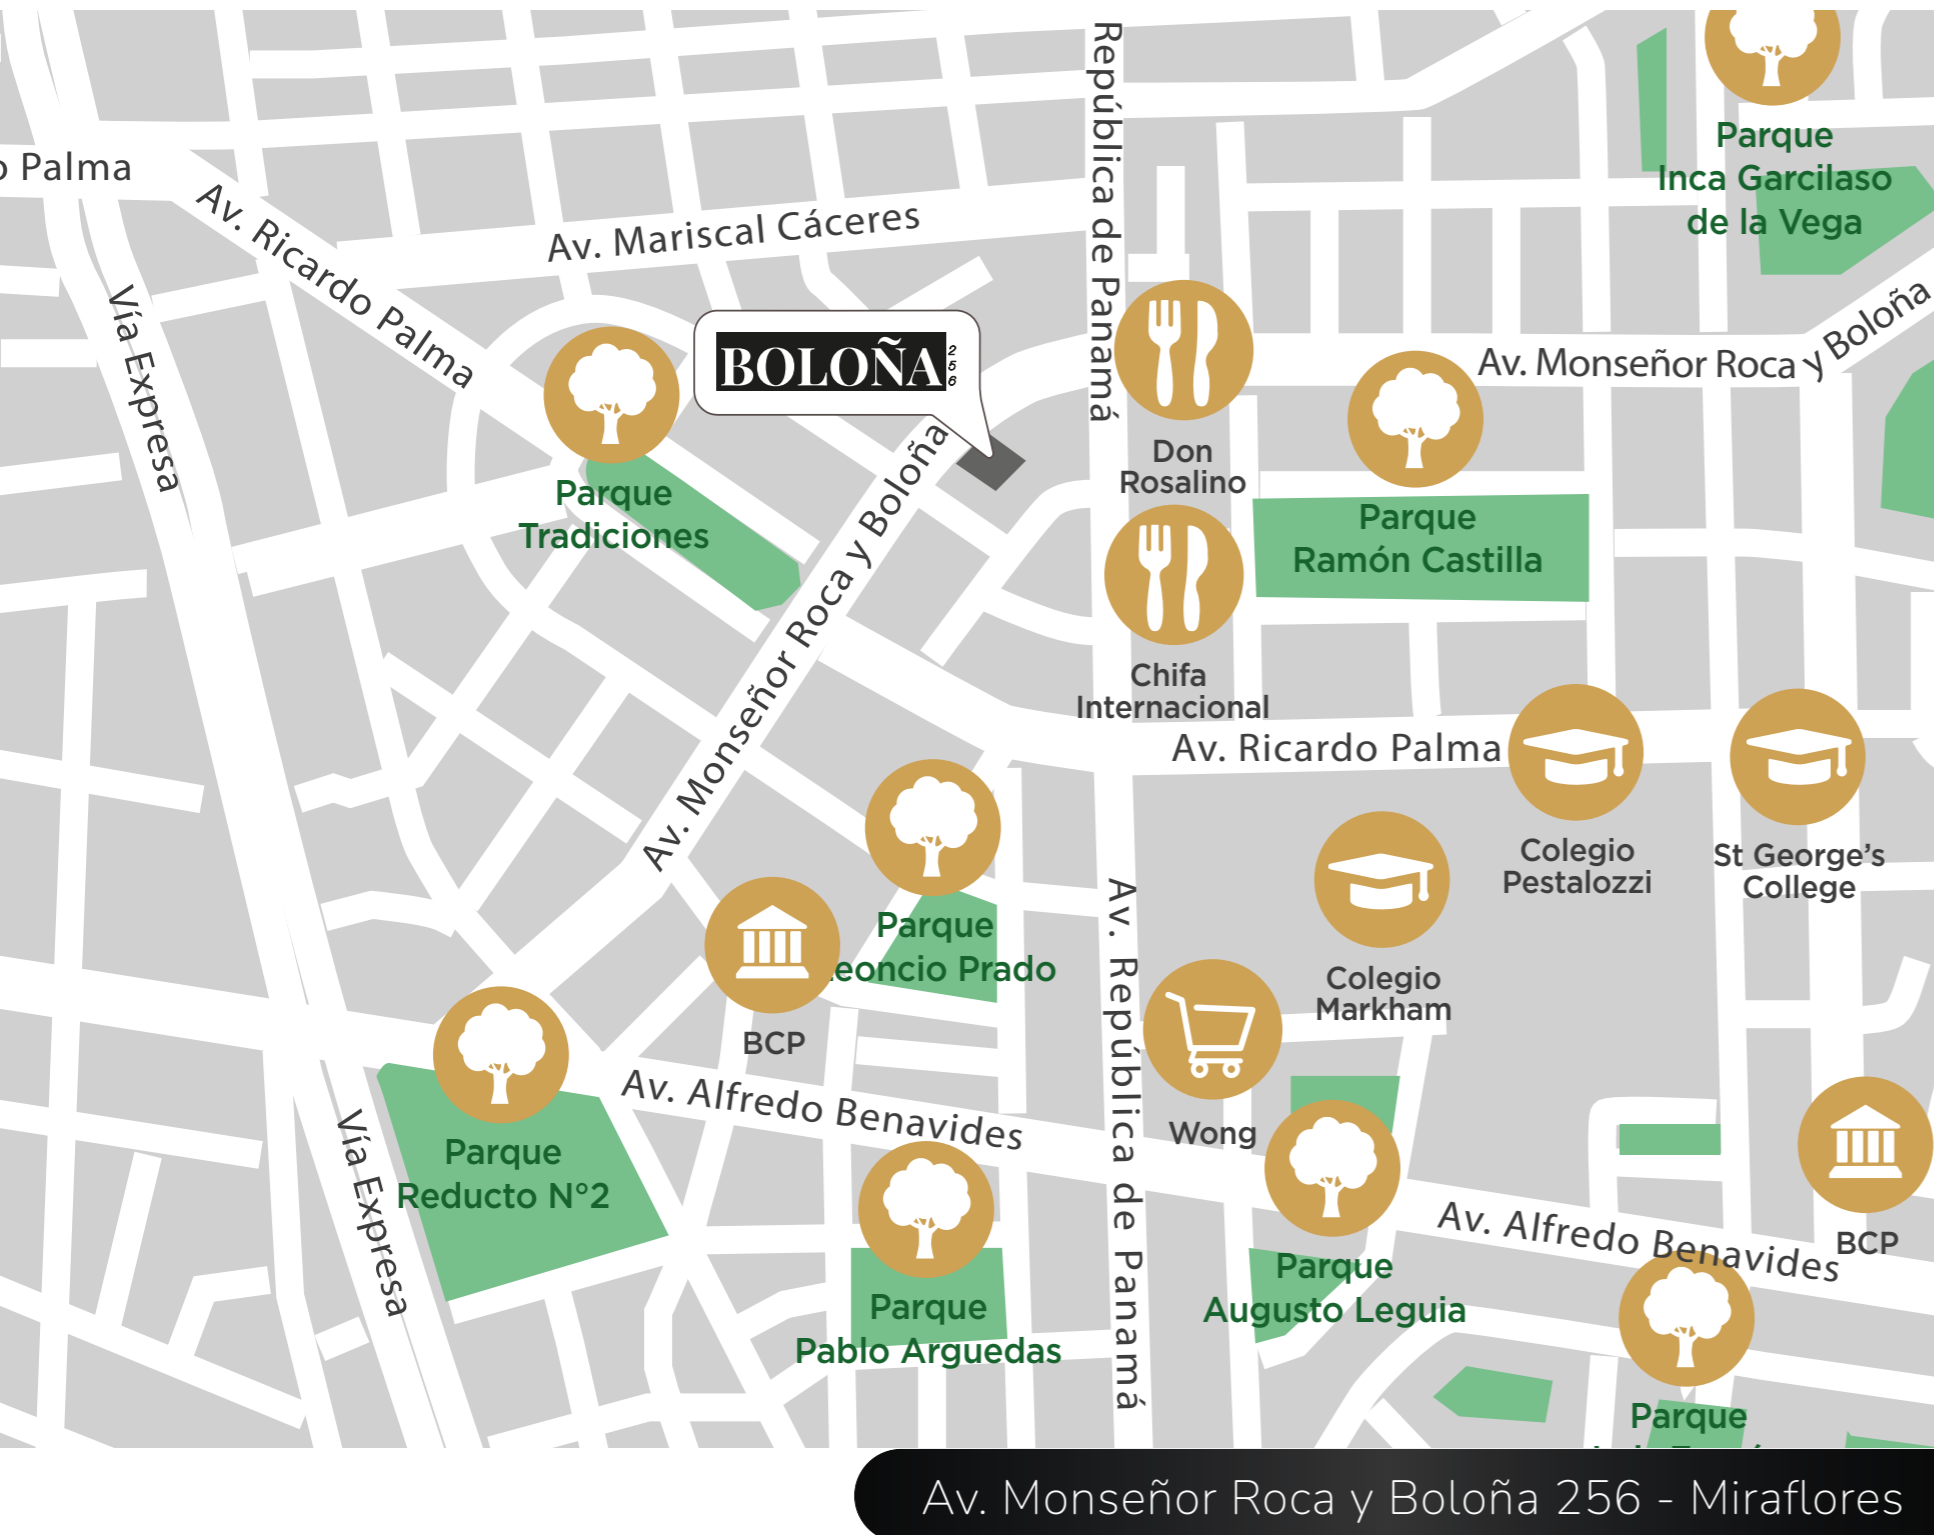 Parque
Inca Garcilaso
de la Vega
Palma
Av. Ricardo Palma
Av. Mariscal Cáceres
República de Panamá
Vía Expresa
BOLOÑA
256
Av. Monseñor Roca y Boloña
Don
Rosalino
Parque
Tradiciones
Av. Monseñor Roca y Boloña
Parque
Ramón Castilla
Chifa
Internacional
Av. Ricardo Palma
Colegio
Pestalozzi
St George's
College
Parque
Leoncio Prado
Colegio
Markham
BCP
Av. República de Panamá
Av. Alfredo Benavides
Wong
Parque
Reducto N°2
Vía Expresa
Av. Alfredo Benavides
BCP
Parque
Augusto Leguia
Parque
Pablo Arguedas
Parque
Av. Monseñor Roca y Boloña 256 - Miraflores